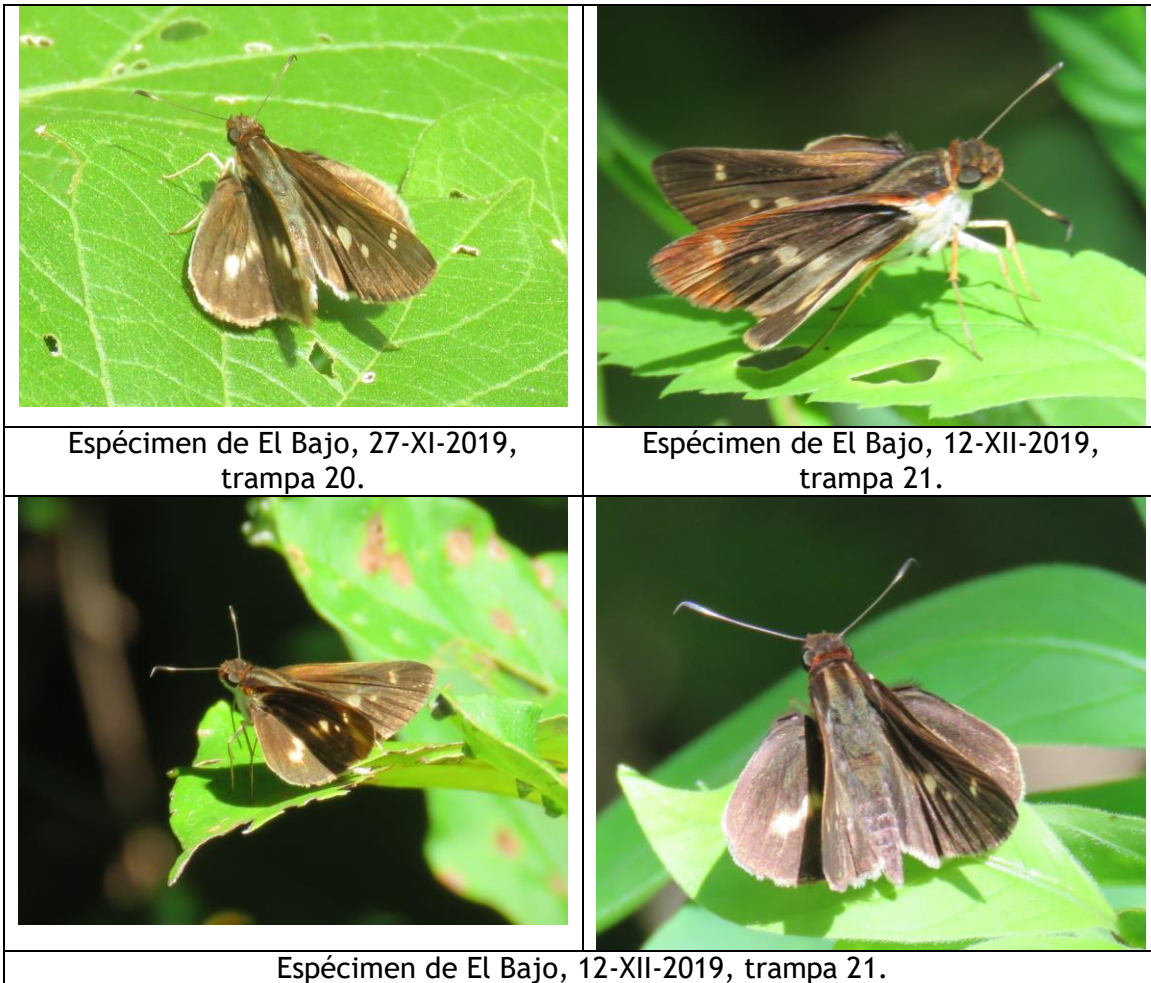 Espécimen de El Bajo, 27-XI-2019,
trampa 20.
Espécimen de El Bajo, 12-XII-2019,
trampa 21.
Espécimen de El Bajo, 12-XII-2019, trampa 21.